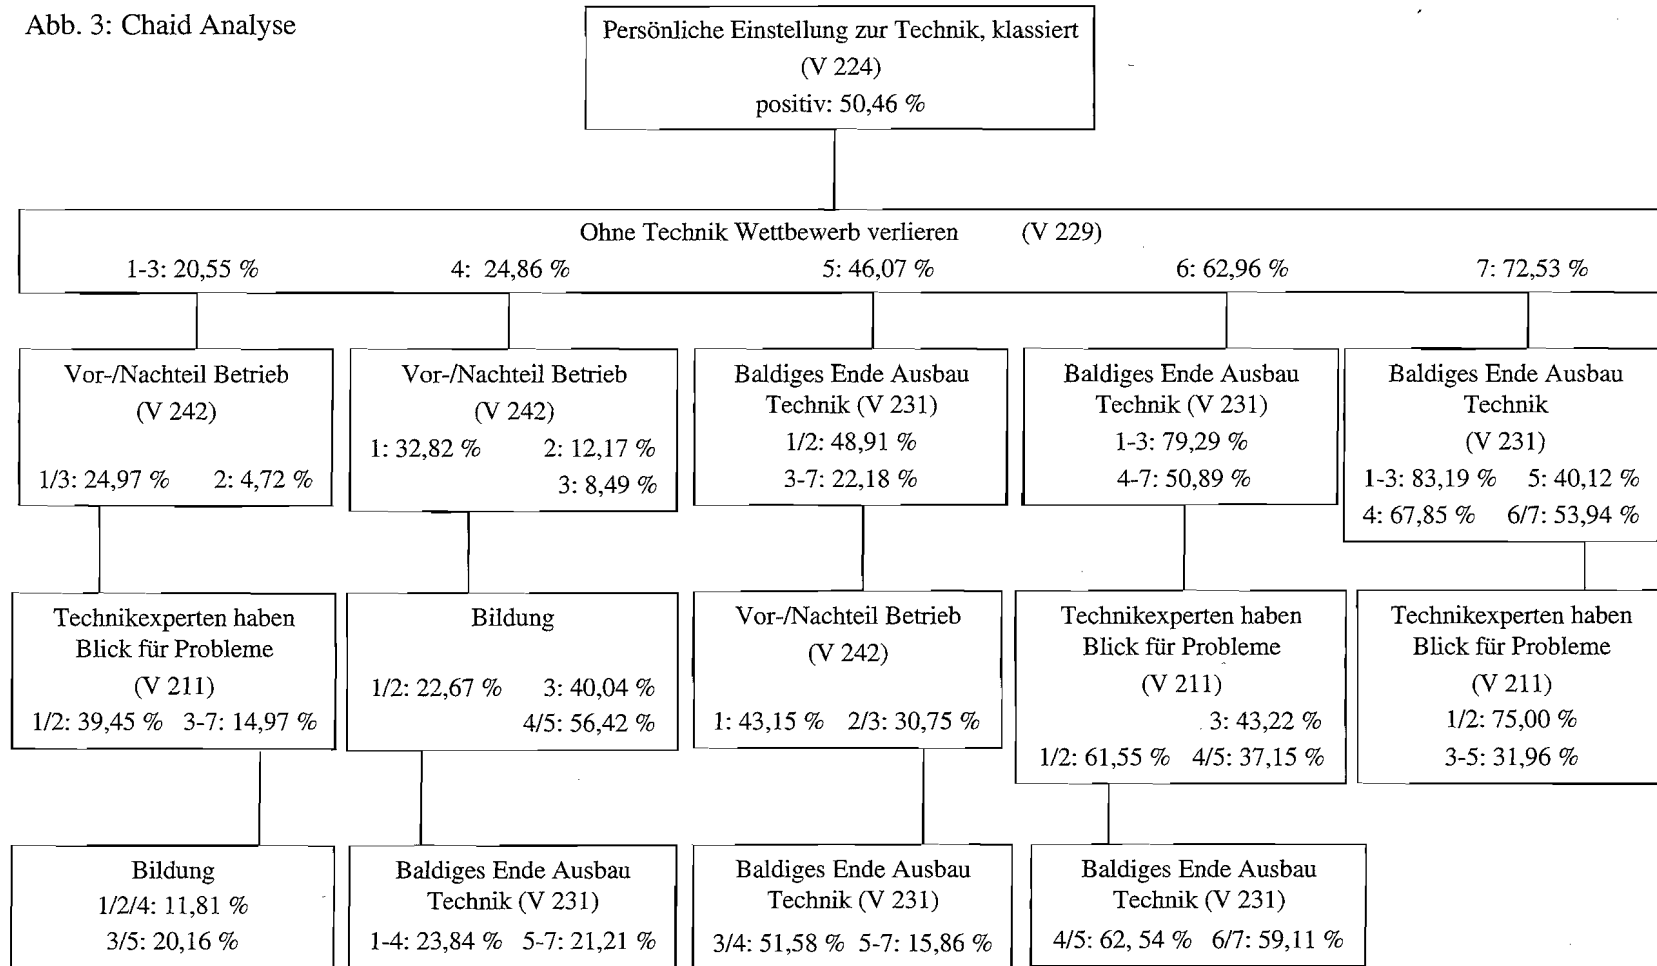 Abb. 3: Chaid Analyse
Persönliche Einstellung zur Technik, klassiert
(V 224)
positiv: 50,46 %
Ohne Technik Wettbewerb verlieren (V 229)
1-3: 20,55 % 4: 24,86 % 5: 46,07 % 6: 62,96 % 7: 72,53 %
Vor-/Nachteil Betrieb
(V 242)
1/3: 24,97 % 2: 4,72 %
Vor-/Nachteil Betrieb
(V 242)
1: 32,82 % 2: 12,17 %
3: 8,49 %
Baldiges Ende Ausbau
Technik (V 231)
1/2: 48,91 %
3-7: 22,18 %
Baldiges Ende Ausbau
Technik (V 231)
1-3: 79,29 %
4-7: 50,89 %
Baldiges Ende Ausbau
Technik
(V 231)
1-3: 83,19 % 5: 40,12 %
4: 67,85 % 6/7: 53,94 %
Technikexperten haben
Blick für Probleme
(V 211)
1/2: 39,45 % 3-7: 14,97 %
Bildung
1/2: 22,67 % 3: 40,04 %
4/5: 56,42 %
Vor-/Nachteil Betrieb
(V 242)
1: 43,15 % 2/3: 30,75 %
Technikexperten haben
Blick für Probleme
(V 211)
3: 43,22 %
1/2: 61,55 % 4/5: 37,15 %
Technikexperten haben
Blick für Probleme
(V 211)
1/2: 75,00 %
3-5: 31,96 %
Bildung
1/2/4: 11,81 %
3/5: 20,16 %
Baldiges Ende Ausbau
Technik (V 231)
1-4: 23,84 % 5-7: 21,21 %
Baldiges Ende Ausbau
Technik (V 231)
3/4: 51,58 % 5-7: 15,86 %
Baldiges Ende Ausbau
Technik (V 231)
4/5: 62, 54 % 6/7: 59,11 %